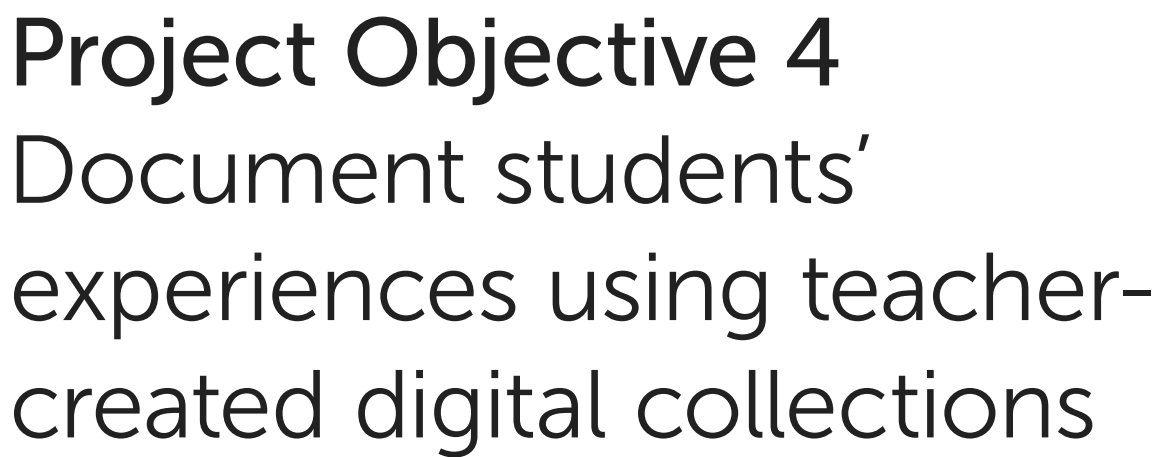 Project Objective 4
Document students’
experiences using teacher-
created digital collections